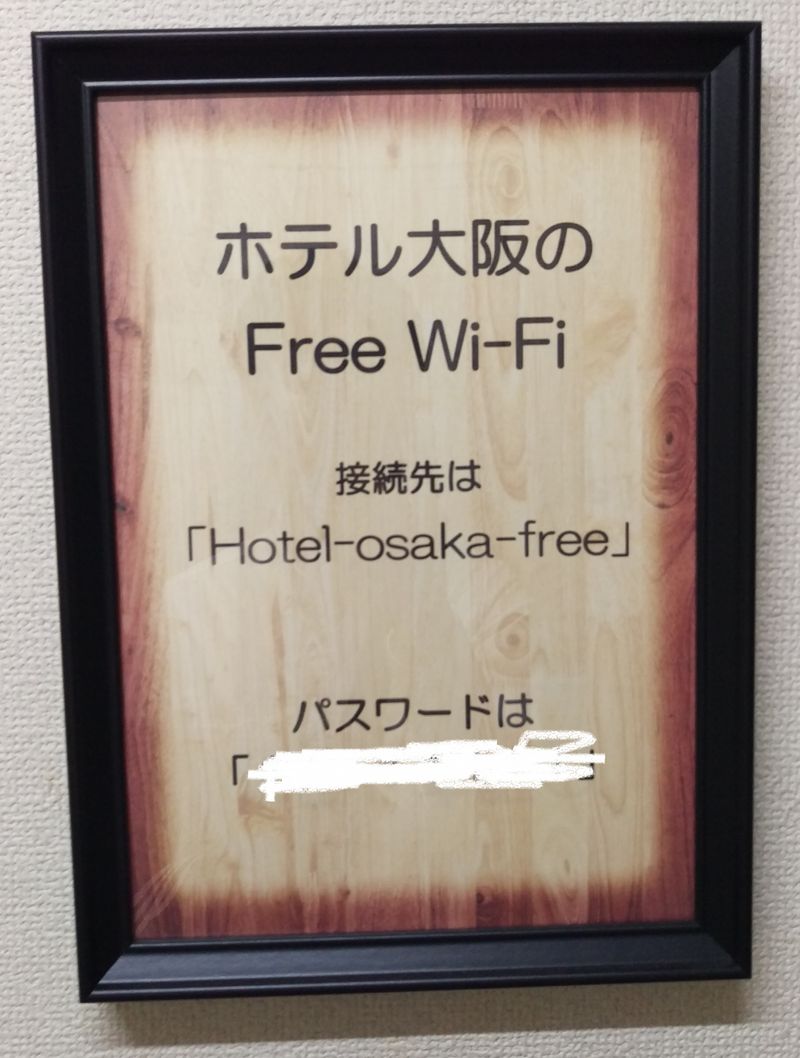 ホテル大阪の
Free Wi-Fi
接続先は
「Hotel-osaka-free」
パスワードは
「 」